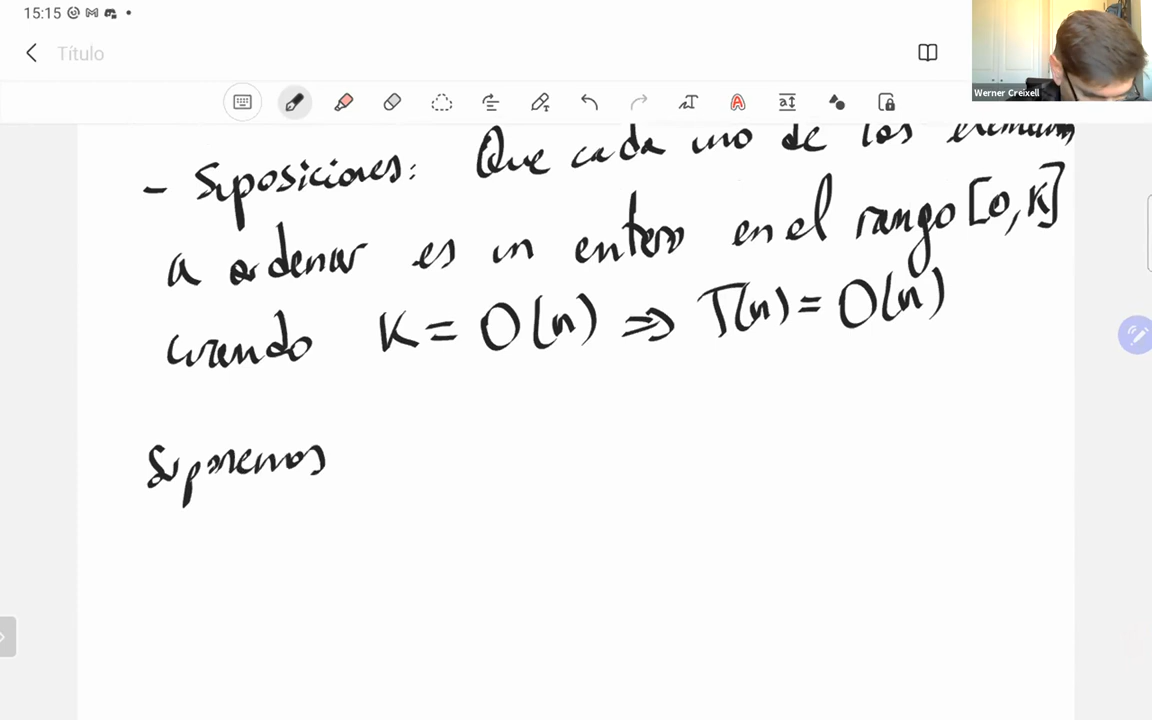 15:15
Título
Werner Creixell
- Suposiciones: Que cada uno de los elementos
a ordenar es un entero en el rango [0, K]
cuando K = O(n) ⇒ T(n) = O(n)
Suponemos